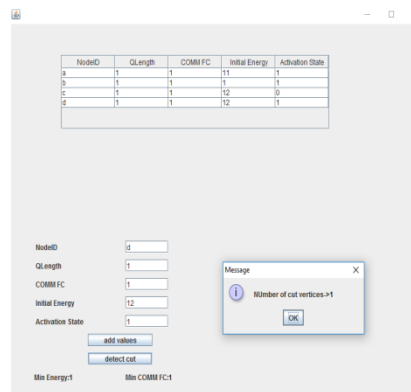 NodeID QLength COMM FC Initial Energy Activation State
a 1 1 11 1
b 1 1 1 1
c 1 1 12 0
d 1 1 12 1
NodeID d
QLength 1
COMM FC 1
Initial Energy 12
Activation State 1
add values
detect cut
Min Energy:1 Min COMM FC:1
Message X
NUmber of cut vertices->1
OK